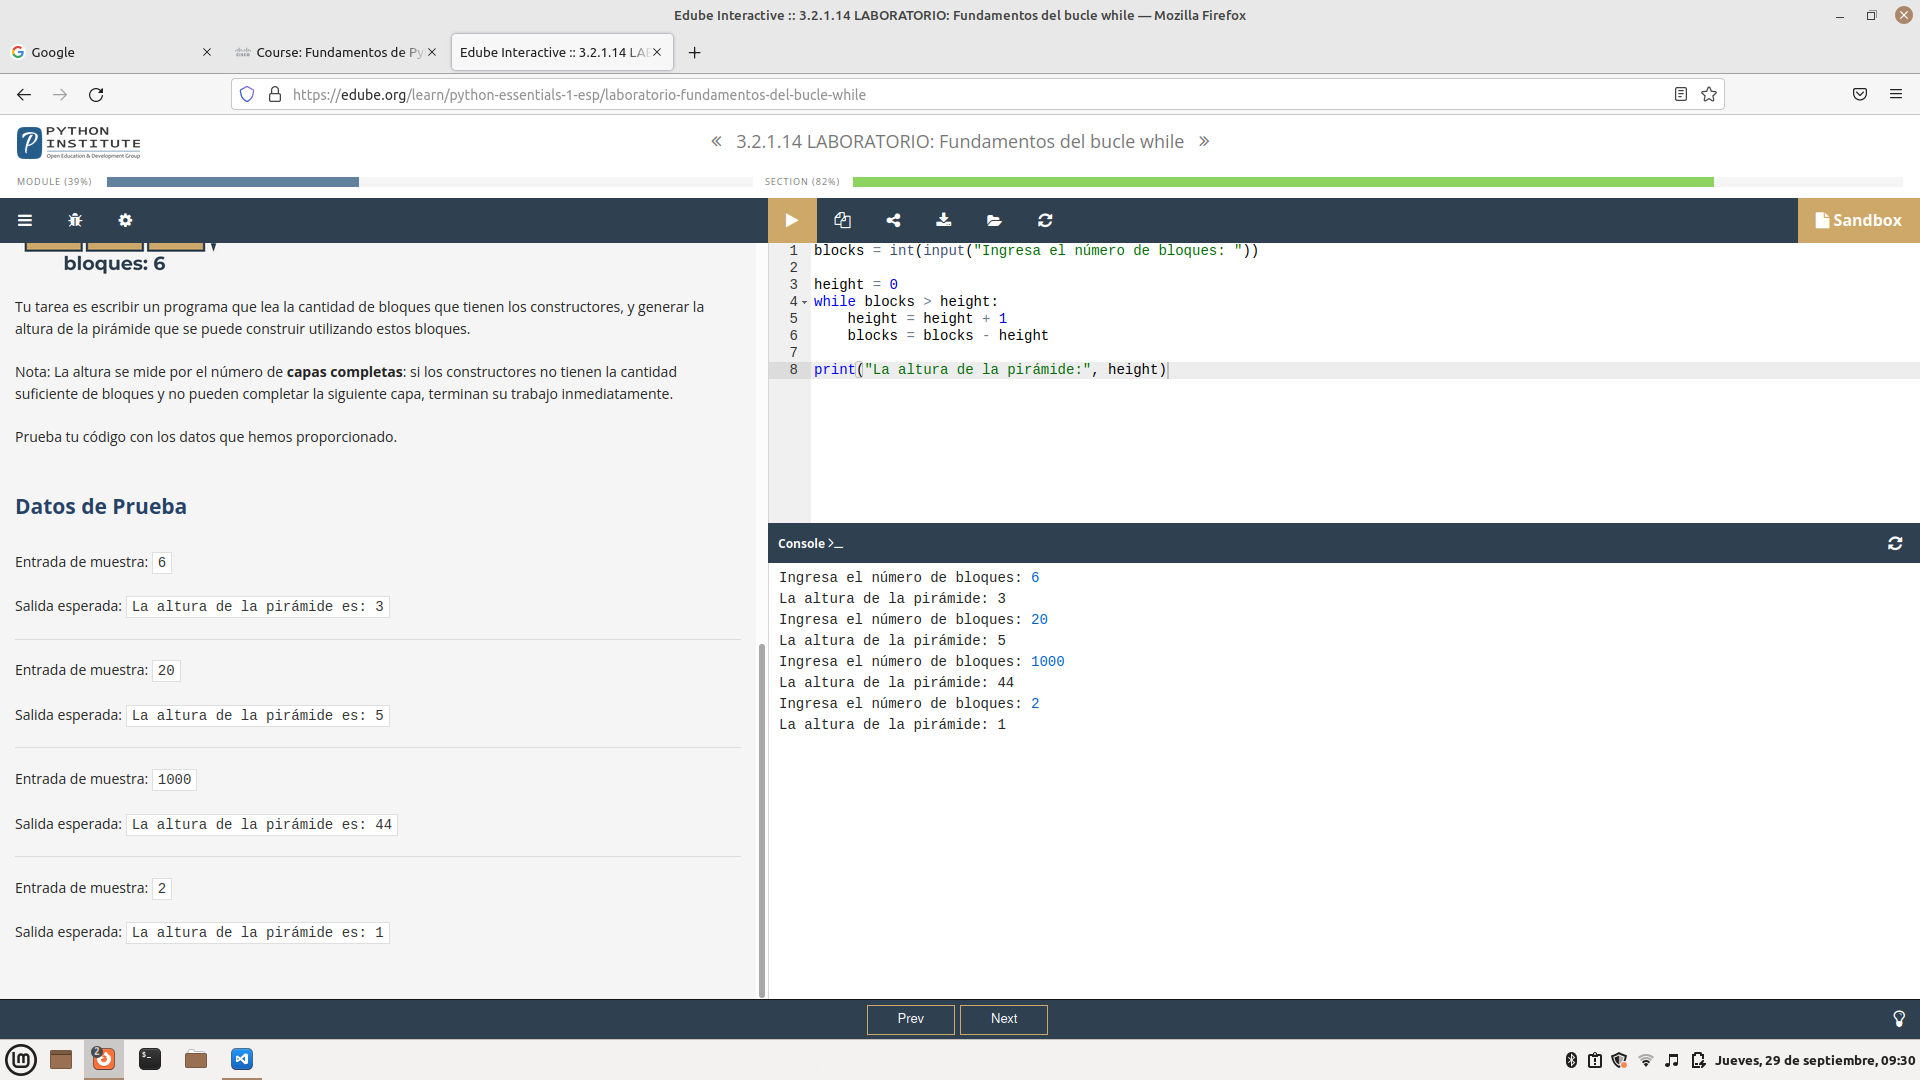 Edube Interactive :: 3.2.1.14 LABORATORIO: Fundamentos del bucle while — Mozilla Firefox
Google
Course: Fundamentos de Py
Edube Interactive :: 3.2.1.14 LAB
https://edube.org/learn/python-essentials-1-esp/laboratorio-fundamentos-del-bucle-while
PYTHON
INSTITUTE
Open Education & Development Group
« 3.2.1.14 LABORATORIO: Fundamentos del bucle while »
MODULE (39%)
SECTION (82%)
Sandbox
bloques: 6
Tu tarea es escribir un programa que lea la cantidad de bloques que tienen los constructores, y generar la
altura de la pirámide que se puede construir utilizando estos bloques.
Nota: La altura se mide por el número de capas completas: si los constructores no tienen la cantidad
suficiente de bloques y no pueden completar la siguiente capa, terminan su trabajo inmediatamente.
Prueba tu código con los datos que hemos proporcionado.
Datos de Prueba
Entrada de muestra: 6
Salida esperada: La altura de la pirámide es: 3
Entrada de muestra: 20
Salida esperada: La altura de la pirámide es: 5
Entrada de muestra: 1000
Salida esperada: La altura de la pirámide es: 44
Entrada de muestra: 2
Salida esperada: La altura de la pirámide es: 1
1 blocks = int(input("Ingresa el número de bloques: "))
2
3 height = 0
4 while blocks > height:
5     height = height + 1
6     blocks = blocks - height
7
8 print("La altura de la pirámide:", height)
Console >_
Ingresa el número de bloques: 6
La altura de la pirámide: 3
Ingresa el número de bloques: 20
La altura de la pirámide: 5
Ingresa el número de bloques: 1000
La altura de la pirámide: 44
Ingresa el número de bloques: 2
La altura de la pirámide: 1
Prev
Next
2
Jueves, 29 de septiembre, 09:30